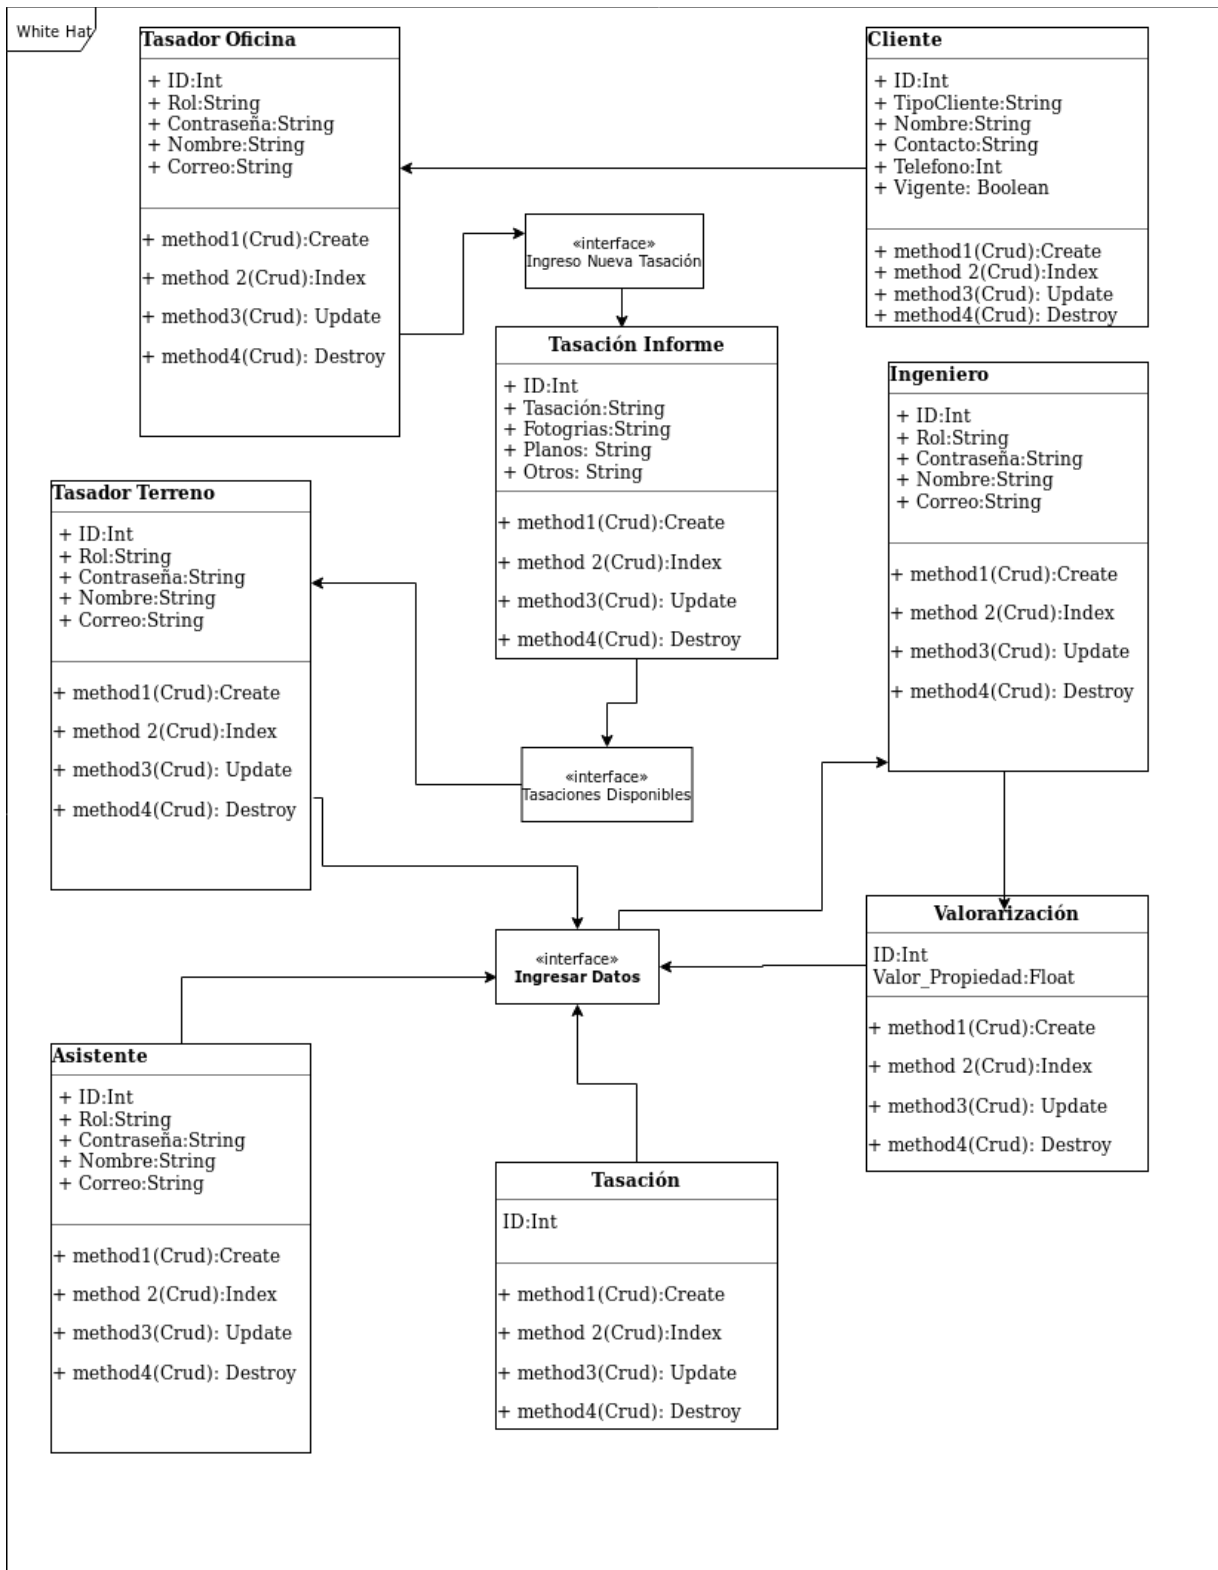 White Hat
Tasador Oficina
+ ID:Int
+ Rol:String
+ Contraseña:String
+ Nombre:String
+ Correo:String
+ method1(Crud):Create
+ method 2(Crud):Index
+ method3(Crud): Update
+ method4(Crud): Destroy
Cliente
+ ID:Int
+ TipoCliente:String
+ Nombre:String
+ Contacto:String
+ Telefono:Int
+ Vigente: Boolean
+ method1(Crud):Create
+ method 2(Crud):Index
+ method3(Crud): Update
+ method4(Crud): Destroy
«interface»
Ingreso Nueva Tasación
Tasación Informe
+ ID:Int
+ Tasación:String
+ Fotogrias:String
+ Planos: String
+ Otros: String
+ method1(Crud):Create
+ method 2(Crud):Index
+ method3(Crud): Update
+ method4(Crud): Destroy
Ingeniero
+ ID:Int
+ Rol:String
+ Contraseña:String
+ Nombre:String
+ Correo:String
+ method1(Crud):Create
+ method 2(Crud):Index
+ method3(Crud): Update
+ method4(Crud): Destroy
Tasador Terreno
+ ID:Int
+ Rol:String
+ Contraseña:String
+ Nombre:String
+ Correo:String
+ method1(Crud):Create
+ method 2(Crud):Index
+ method3(Crud): Update
+ method4(Crud): Destroy
«interface»
Tasaciones Disponibles
«interface»
Ingresar Datos
Valorarización
ID:Int
Valor_Propiedad:Float
+ method1(Crud):Create
+ method 2(Crud):Index
+ method3(Crud): Update
+ method4(Crud): Destroy
Asistente
+ ID:Int
+ Rol:String
+ Contraseña:String
+ Nombre:String
+ Correo:String
+ method1(Crud):Create
+ method 2(Crud):Index
+ method3(Crud): Update
+ method4(Crud): Destroy
Tasación
ID:Int
+ method1(Crud):Create
+ method 2(Crud):Index
+ method3(Crud): Update
+ method4(Crud): Destroy